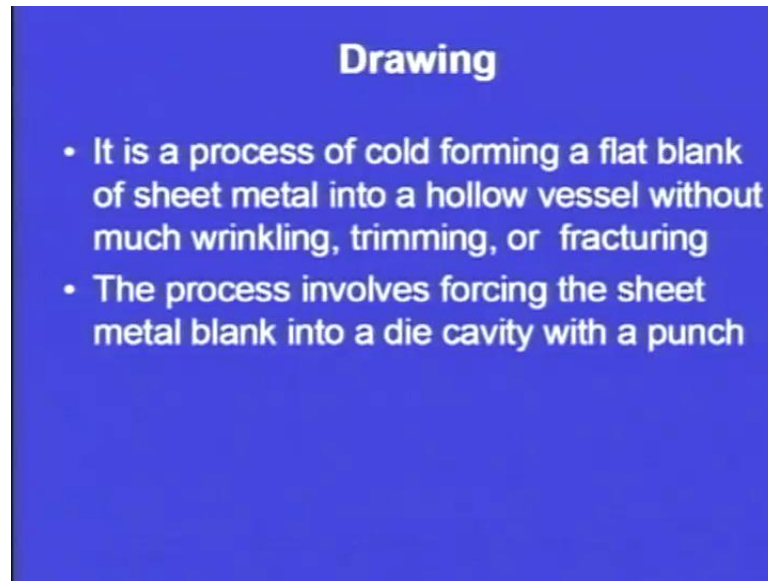 Drawing
• It is a process of cold forming a flat blank
of sheet metal into a hollow vessel without
much wrinkling, trimming, or fracturing
• The process involves forcing the sheet
metal blank into a die cavity with a punch